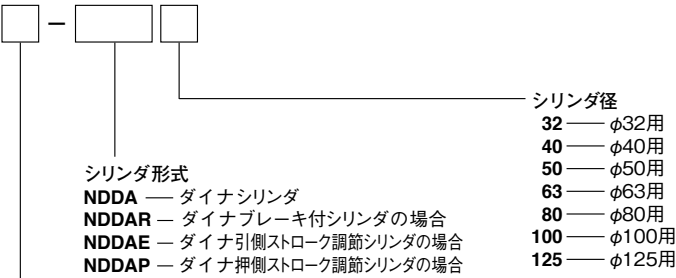 シリンダ径
32 — φ32用
40 — φ40用
50 — φ50用
63 — φ63用
80 — φ80用
100 — φ100用
125 — φ125用
シリンダ形式
NDDA — ダイナシリンダ
NDDAR — ダイナブレーキ付シリンダの場合
NDDAE — ダイナ引側ストローク調節シリンダの場合
NDDAP — ダイナ押側ストローク調節シリンダの場合